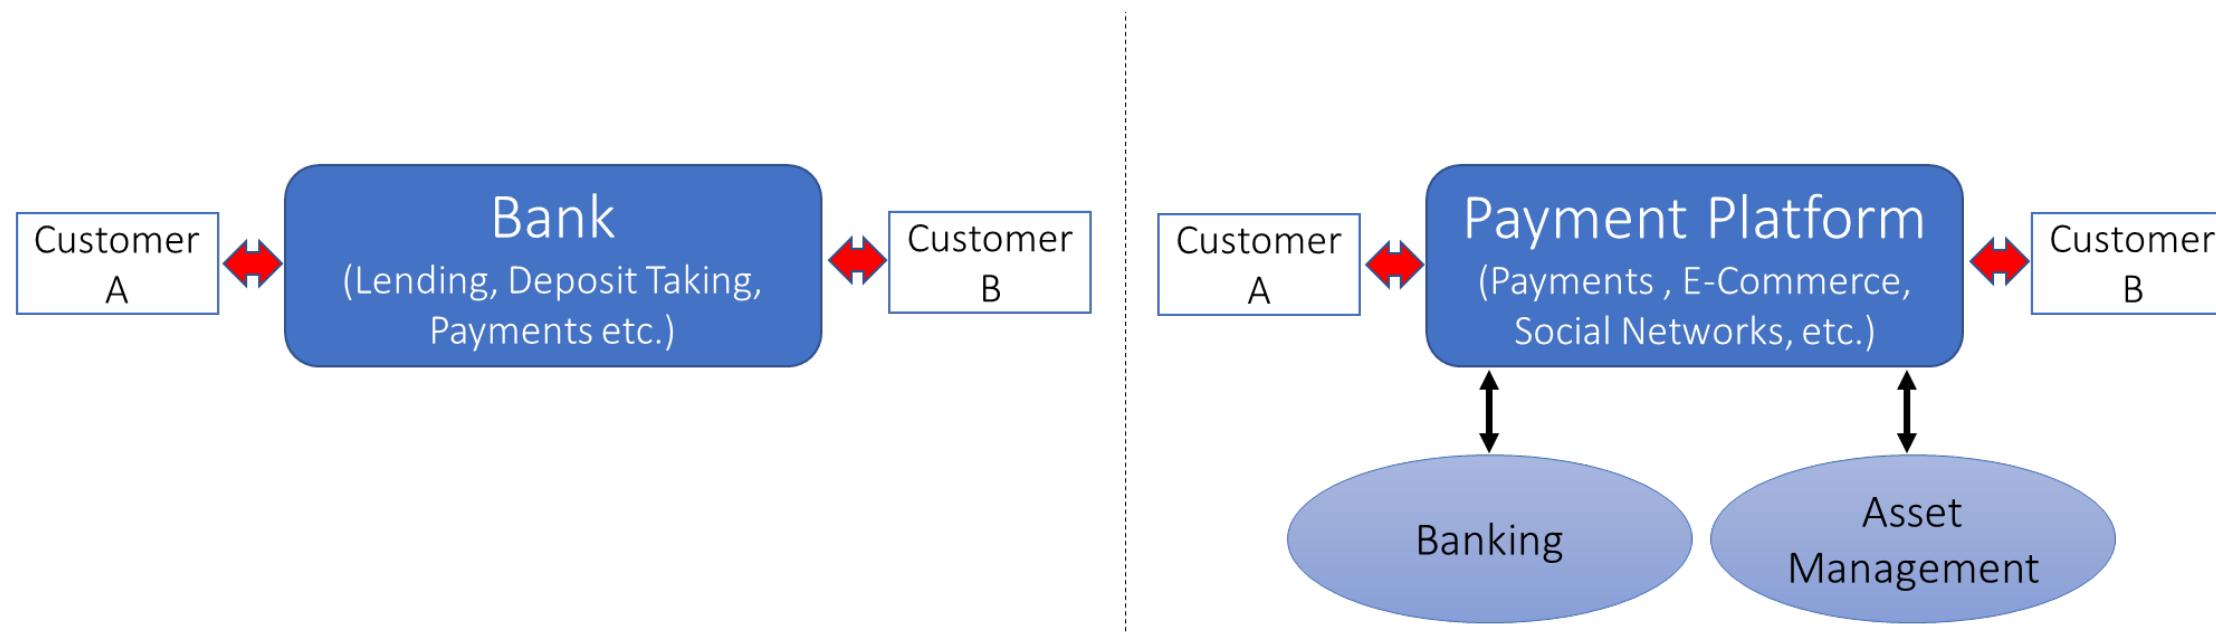 Customer
A
Bank
(Lending, Deposit Taking,
Payments etc.)
Customer
B
Customer
A
Payment Platform
(Payments , E-Commerce,
Social Networks, etc.)
Customer
B
Banking
Asset
Management